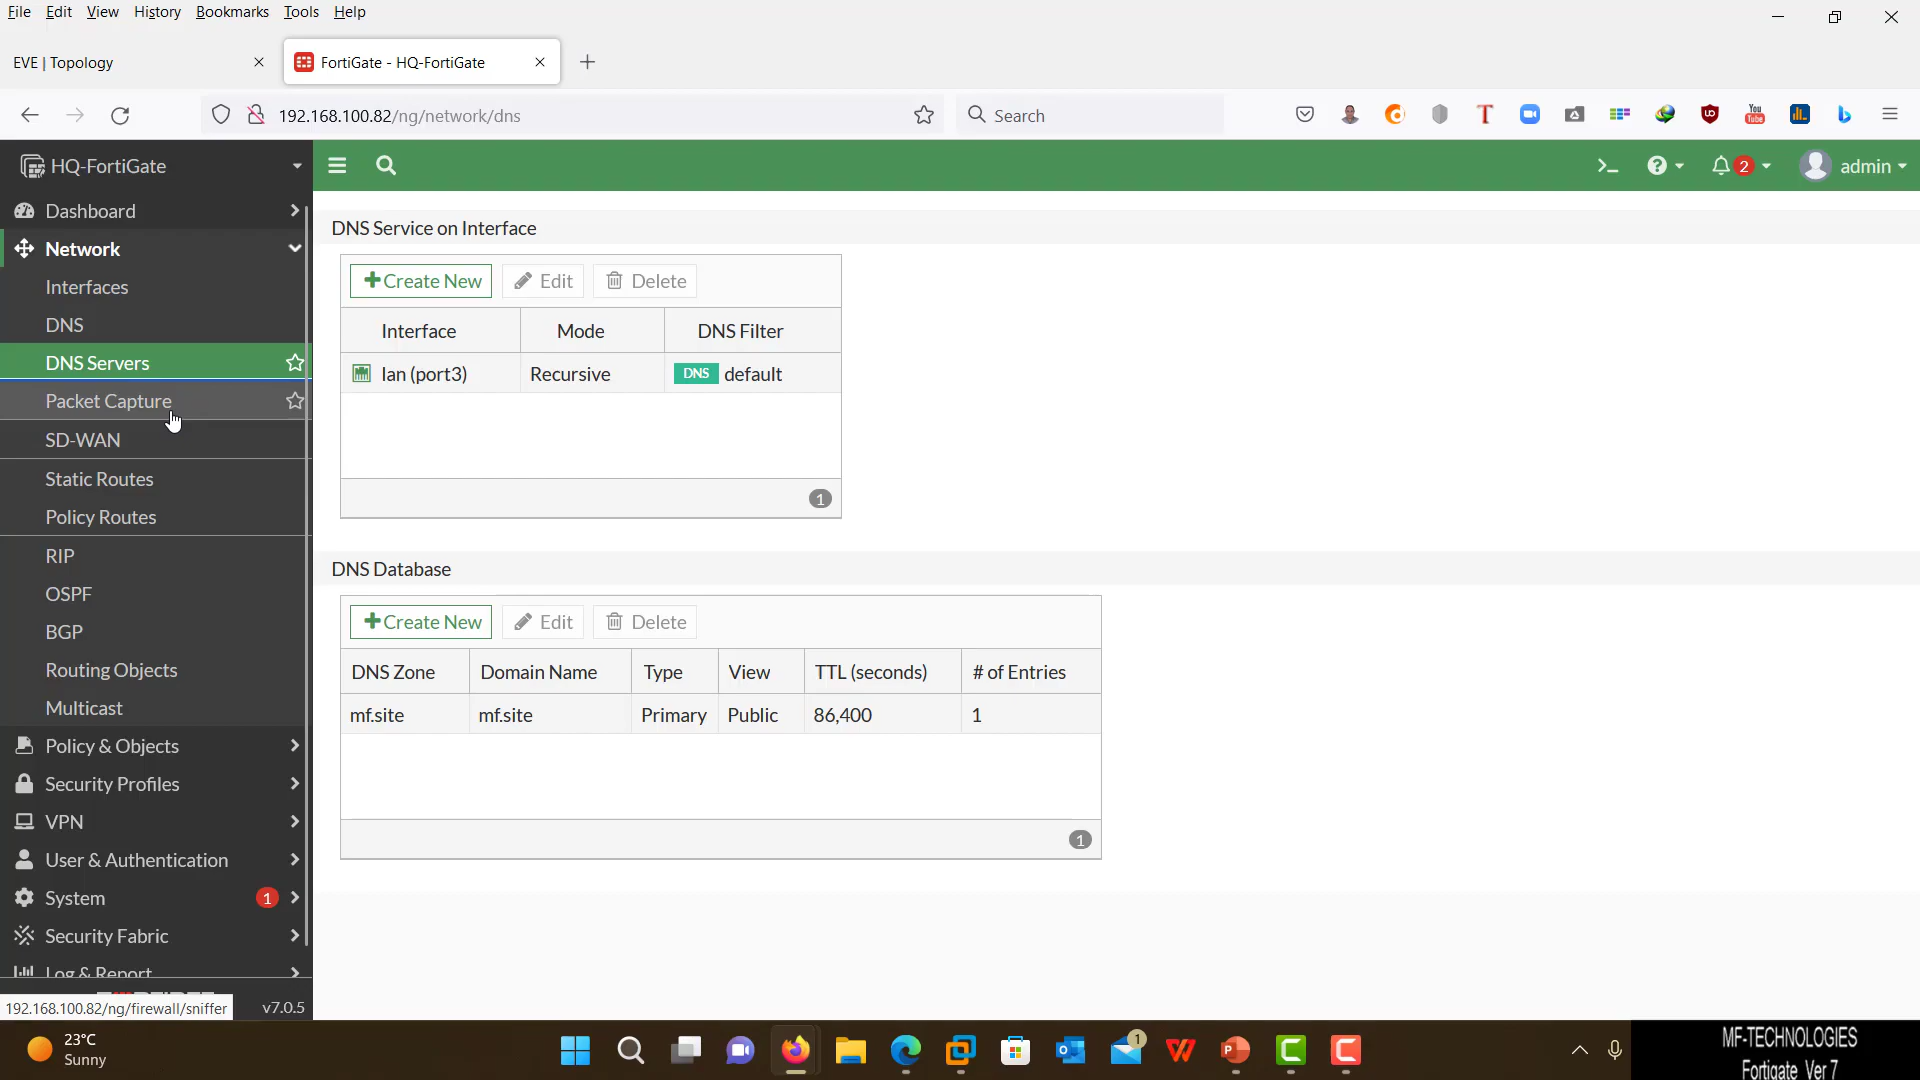 File Edit View History Bookmarks Tools Help
EVE | Topology
FortiGate - HQ-FortiGate
192.168.100.82/ng/network/dns
Search
HQ-FortiGate
2
admin
Dashboard
Network
Interfaces
DNS
DNS Servers
Packet Capture
SD-WAN
Static Routes
Policy Routes
RIP
OSPF
BGP
Routing Objects
Multicast
Policy & Objects
Security Profiles
VPN
User & Authentication
System 1
Security Fabric
Log & Report
192.168.100.82/ng/firewall/sniffer
v7.0.5
DNS Service on Interface
Create New Edit Delete
Interface Mode DNS Filter
lan (port3) Recursive DNS default
1
DNS Database
Create New Edit Delete
DNS Zone Domain Name Type View TTL (seconds) # of Entries
mf.site mf.site Primary Public 86,400 1
1
23°C
Sunny
1
MF-TECHNOLOGIES
Fortigate Ver 7